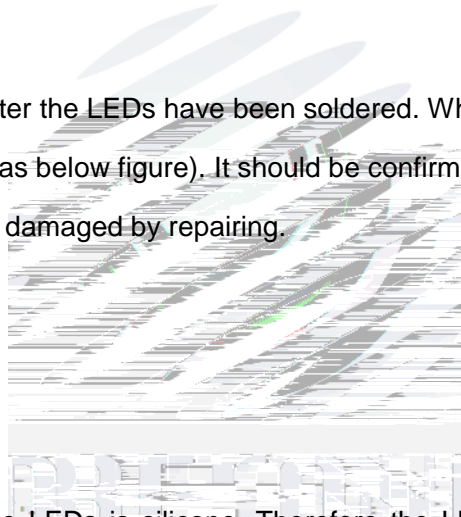 ter the LEDs have been soldered. Wh
as below figure). It should be confirm
damaged by repairing.
LEDs is silicone. Therefore the